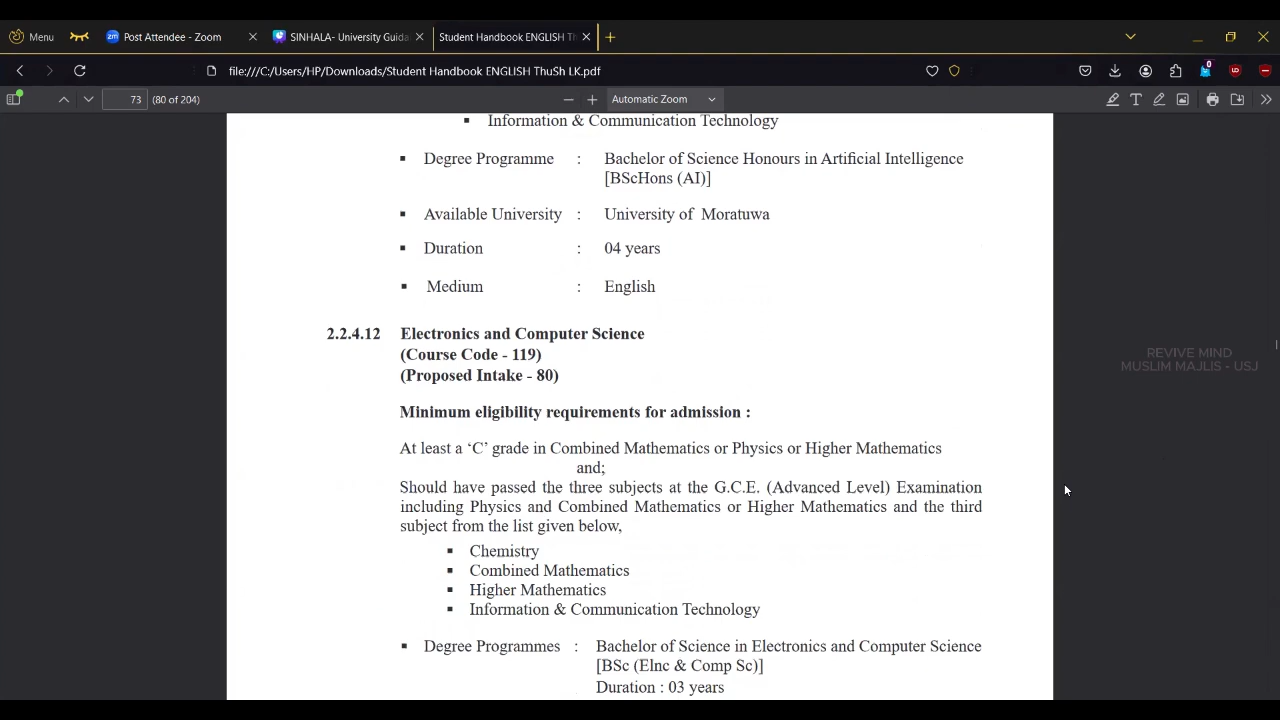 Menu
Post Attendee - Zoom
SINHALA- University Guida
Student Handbook ENGLISH Th
file:///C:/Users/HP/Downloads/Student Handbook ENGLISH ThuSh LK.pdf
0
73
(80 of 204)
Automatic Zoom
▪ Information & Communication Technology
▪ Degree Programme : Bachelor of Science Honours in Artificial Intelligence
[BScHons (AI)]
▪ Available University : University of Moratuwa
▪ Duration : 04 years
▪ Medium : English
2.2.4.12 Electronics and Computer Science
(Course Code - 119)
(Proposed Intake - 80)
REVIVE MIND
MUSLIM MAJLIS - USJ
Minimum eligibility requirements for admission :
At least a ‘C’ grade in Combined Mathematics or Physics or Higher Mathematics
and;
Should have passed the three subjects at the G.C.E. (Advanced Level) Examination
including Physics and Combined Mathematics or Higher Mathematics and the third
subject from the list given below,
▪ Chemistry
▪ Combined Mathematics
▪ Higher Mathematics
▪ Information & Communication Technology
▪ Degree Programmes : Bachelor of Science in Electronics and Computer Science
[BSc (Elnc & Comp Sc)]
Duration : 03 years